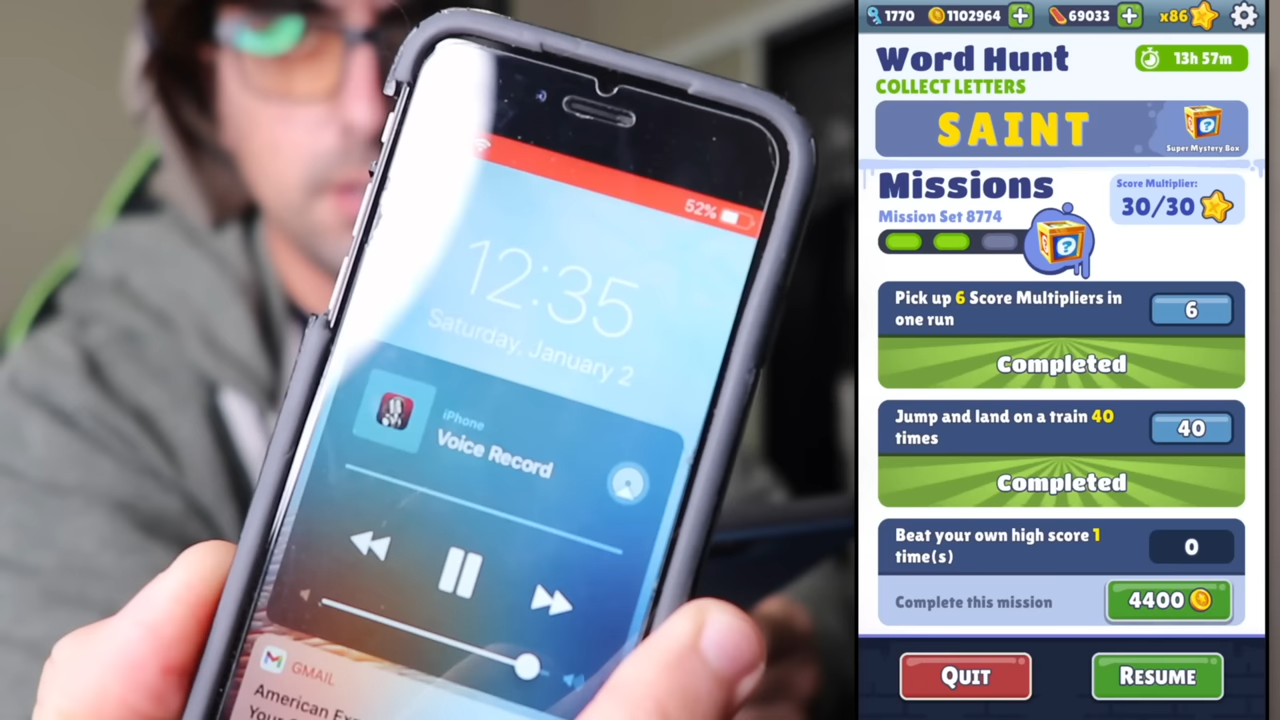 52%
12:35
Saturday, January 2
iPhone
Voice Record
GMAIL
American Ex
Your
1770
1102964
69033
x86
Word Hunt
13h 57m
COLLECT LETTERS
SAINT
Super Mystery Box
Missions
Score Multiplier:
30/30
Mission Set 8774
Pick up 6 Score Multipliers in
one run
6
Completed
Jump and land on a train 40
times
40
Completed
Beat your own high score 1
time(s)
0
Complete this mission
4400
QUIT
RESUME